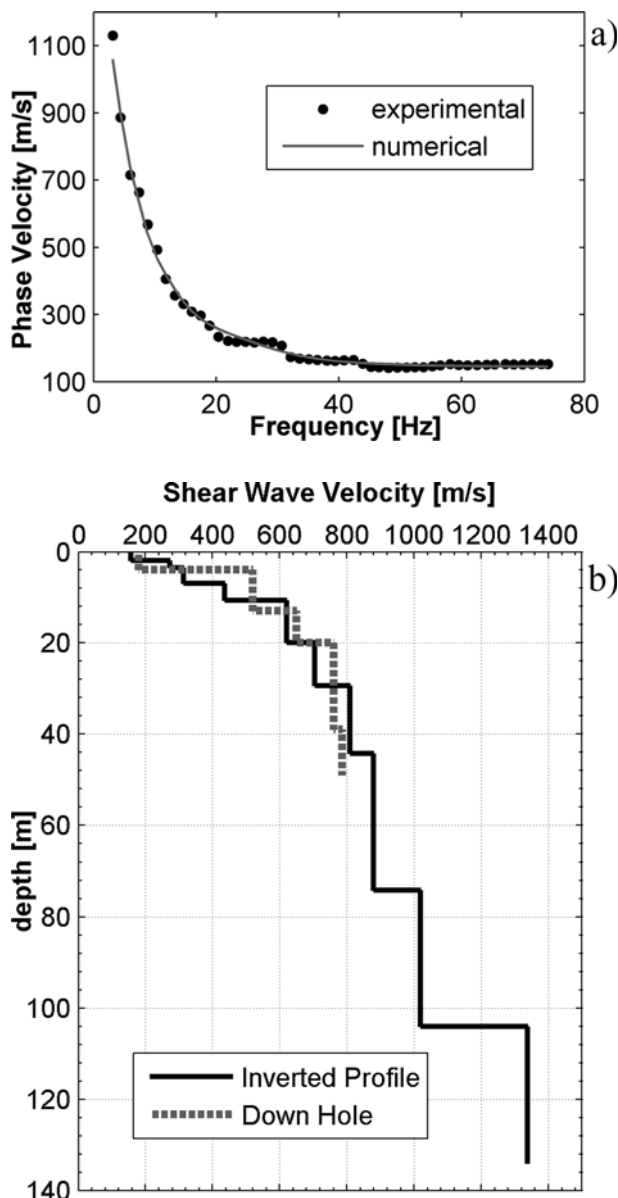 a)
1100
900
700
500
300
100
Phase Velocity [m/s]
experimental
numerical
0 20 40 60 80
Frequency [Hz]
Shear Wave Velocity [m/s]
0 200 400 600 800 1000 1200 1400
b)
0
20
40
60
80
100
120
140
depth [m]
Inverted Profile
Down Hole